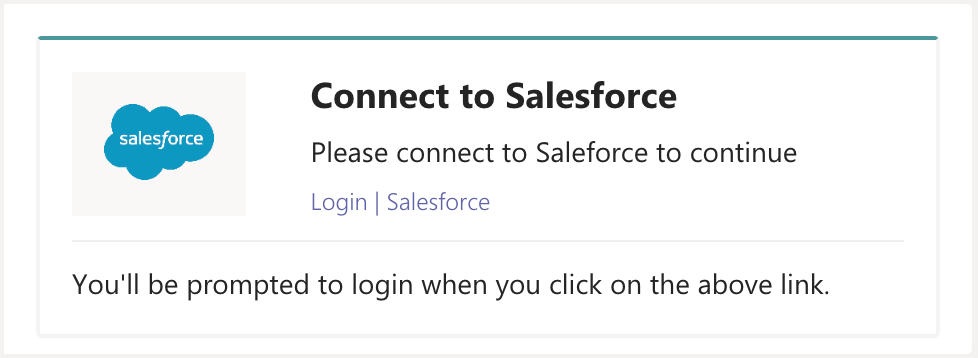 salesforce
Connect to Salesforce
Please connect to Saleforce to continue
Login | Salesforce
You'll be prompted to login when you click on the above link.